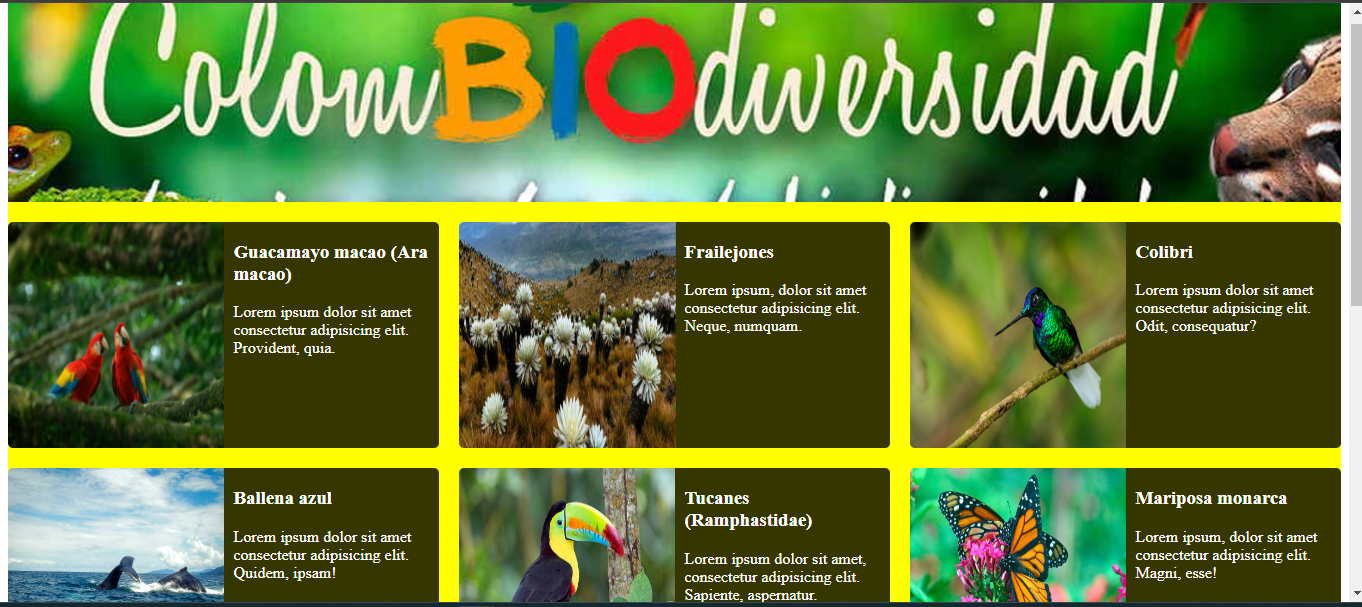 ColomBIOdiversidad
Guacamayo macao (Ara
macao)
Lorem ipsum dolor sit amet
consectetur adipisicing elit.
Provident, quia.
Frailejones
Lorem ipsum, dolor sit amet
consectetur adipisicing elit.
Neque, numquam.
Colibri
Lorem ipsum dolor sit amet
consectetur adipisicing elit.
Odit, consequatur?
Ballena azul
Lorem ipsum dolor sit amet
consectetur adipisicing elit.
Quidem, ipsam!
Tucanes
(Ramphastidae)
Lorem ipsum dolor sit amet,
consectetur adipisicing elit.
Sapiente, aspernatur.
Mariposa monarca
Lorem ipsum, dolor sit amet
consectetur adipisicing elit.
Magni, esse!